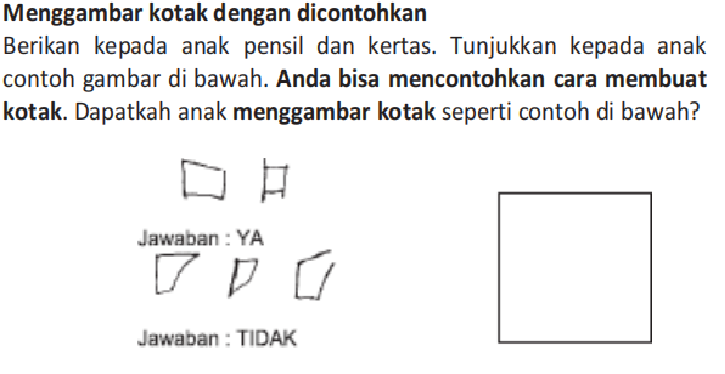 Menggambar kotak dengan dicontohkan
Berikan kepada anak pensil dan kertas. Tunjukkan kepada anak
contoh gambar di bawah. Anda bisa mencontohkan cara membuat
kotak. Dapatkah anak menggambar kotak seperti contoh di bawah?
Jawaban : YA
Jawaban : TIDAK